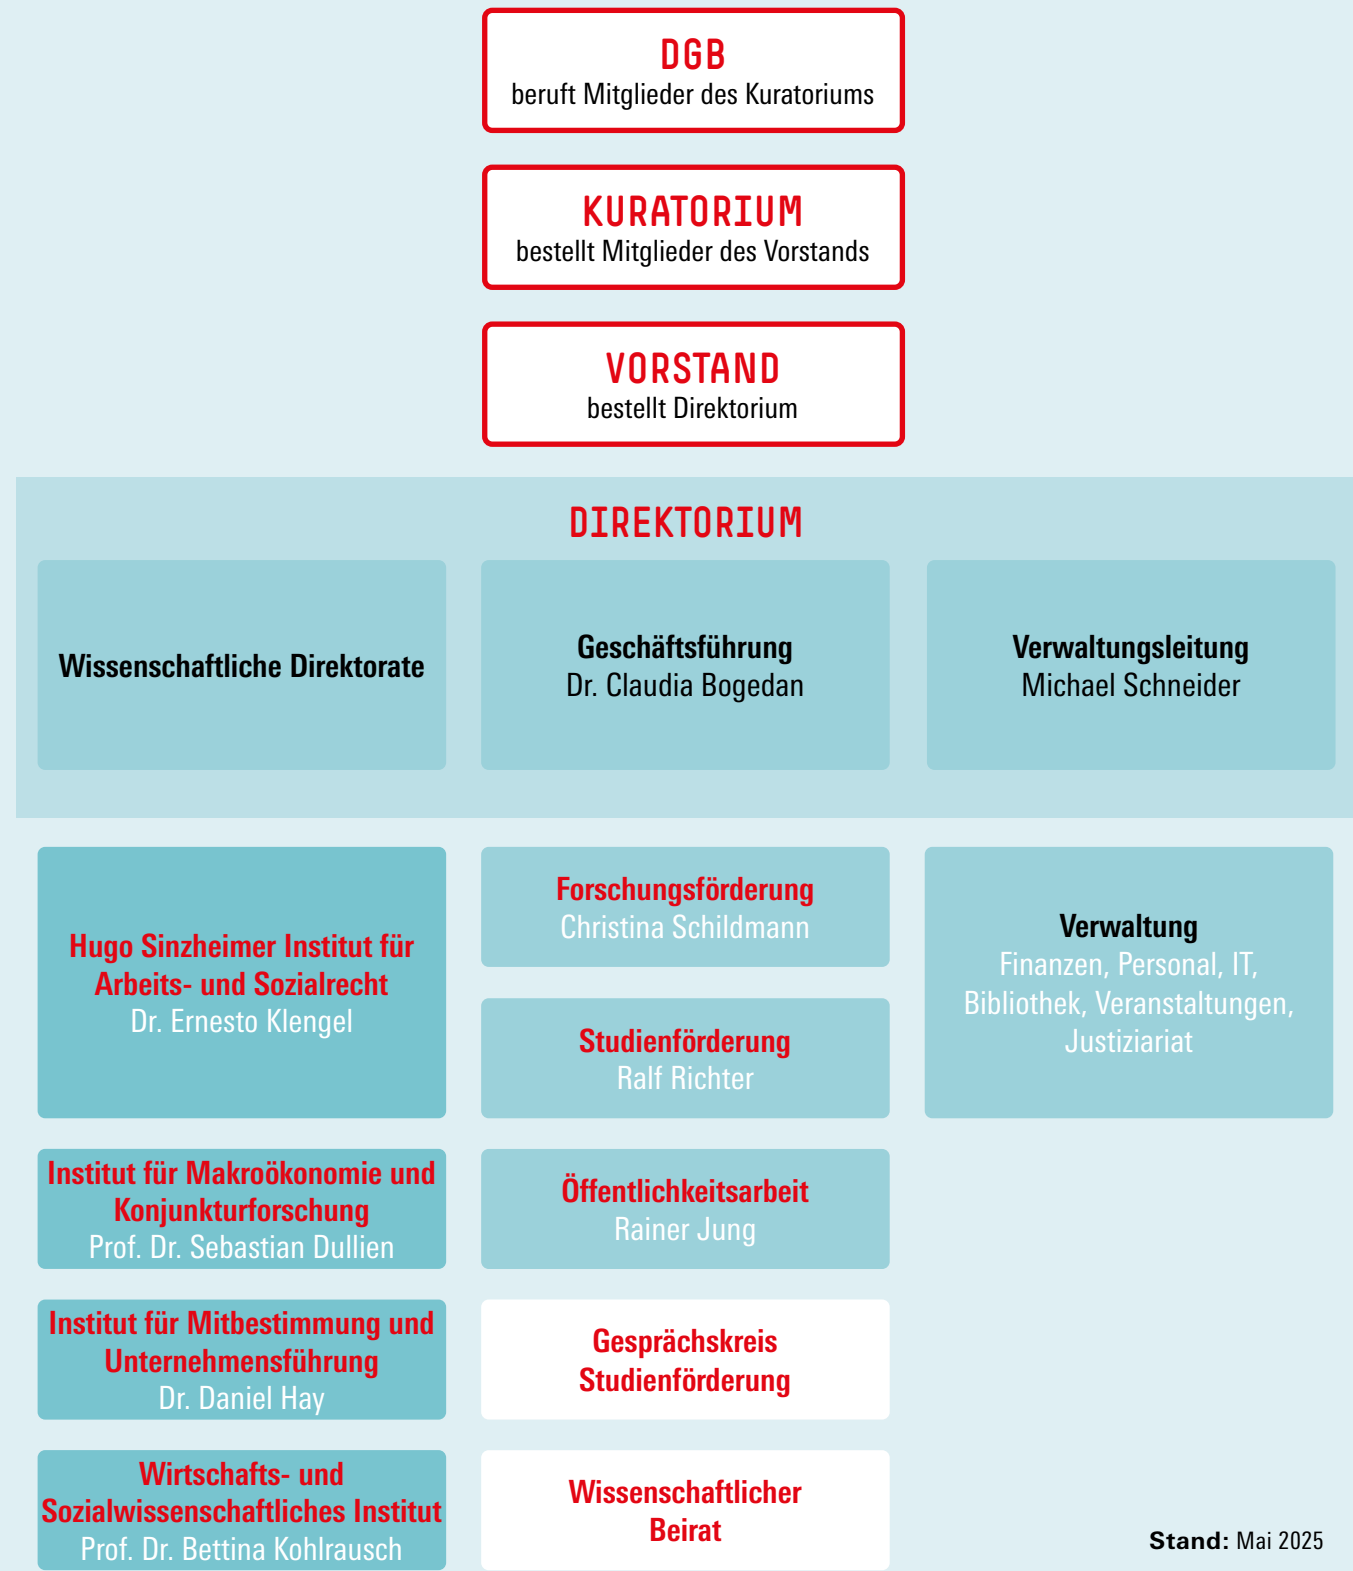 DGB
beruft Mitglieder des Kuratoriums
KURATORIUM
bestellt Mitglieder des Vorstands
VORSTAND
bestellt Direktorium
DIREKTORIUM
Wissenschaftliche Direktorate
Geschäftsführung
Dr. Claudia Bogedan
Verwaltungsleitung
Michael Schneider
Hugo Sinzheimer Institut für
Arbeits- und Sozialrecht
Dr. Ernesto Klengel
Institut für Makroökonomie und
Konjunkturforschung
Prof. Dr. Sebastian Dullien
Institut für Mitbestimmung und
Unternehmensführung
Dr. Daniel Hay
Wirtschafts- und
Sozialwissenschaftliches Institut
Prof. Dr. Bettina Kohlrausch
Forschungsförderung
Christina Schildmann
Studienförderung
Ralf Richter
Öffentlichkeitsarbeit
Rainer Jung
Gesprächskreis
Studienförderung
Wissenschaftlicher
Beirat
Verwaltung
Finanzen, Personal, IT,
Bibliothek, Veranstaltungen,
Justiziariat
Stand: Mai 2025